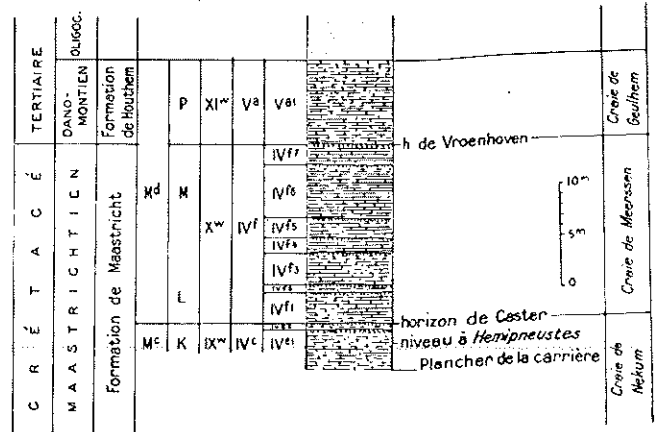 TERTIAIRE
CRÉTACÉ
OLIGOC.
DANO-
MONTIEN
MAASTRICHTIEN
Formation
de Houthem
Formation de Maastricht
Md
Mc
P
M
L
K
XIw
Xw
IXw
Va
IVf
IVc
Va1
IVf7
IVf6
IVf5
IVf4
IVf3
IVf1
IVe1
h de Vroenhoven
horizon de Caster
niveau à Hemipneustes
Plancher de la carrière
10m
5m
0
Craie de
Geulhem
Craie de Meerssen
Craie de
Nekum